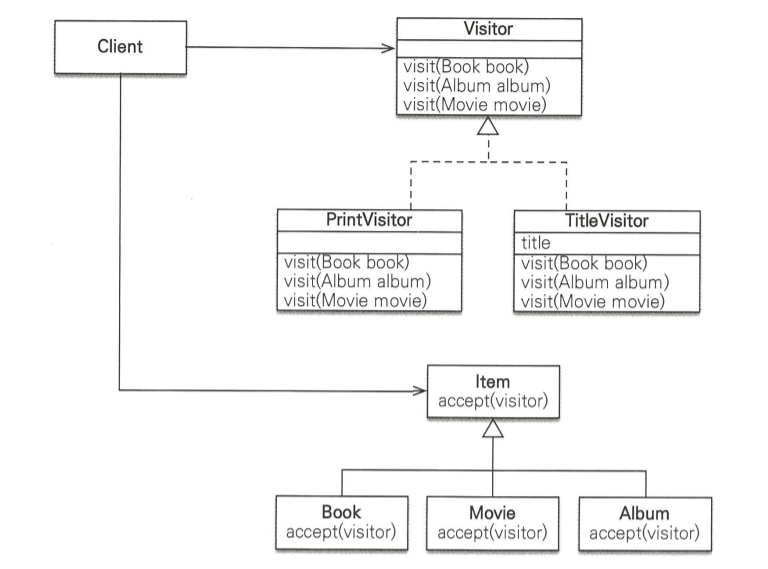 Client
Visitor
visit(Book book)
visit(Album album)
visit(Movie movie)
PrintVisitor
visit(Book book)
visit(Album album)
visit(Movie movie)
TitleVisitor
title
visit(Book book)
visit(Album album)
visit(Movie movie)
Item
accept(visitor)
Book
accept(visitor)
Movie
accept(visitor)
Album
accept(visitor)